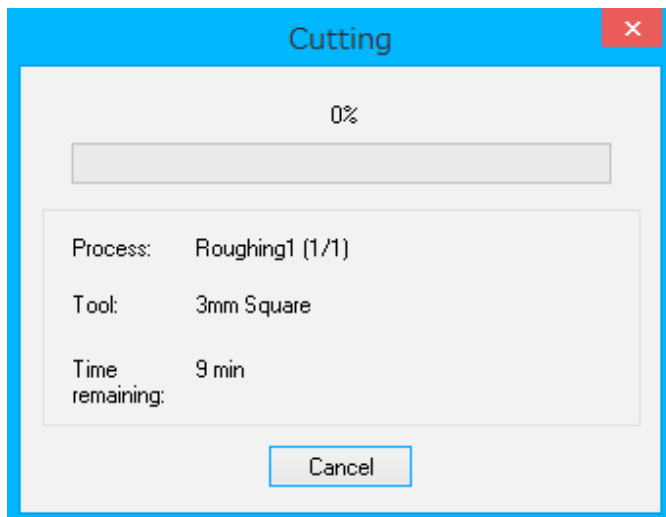 Cutting
0%
Process: Roughing1 (1/1)
Tool: 3mm Square
Time remaining: 9 min
Cancel